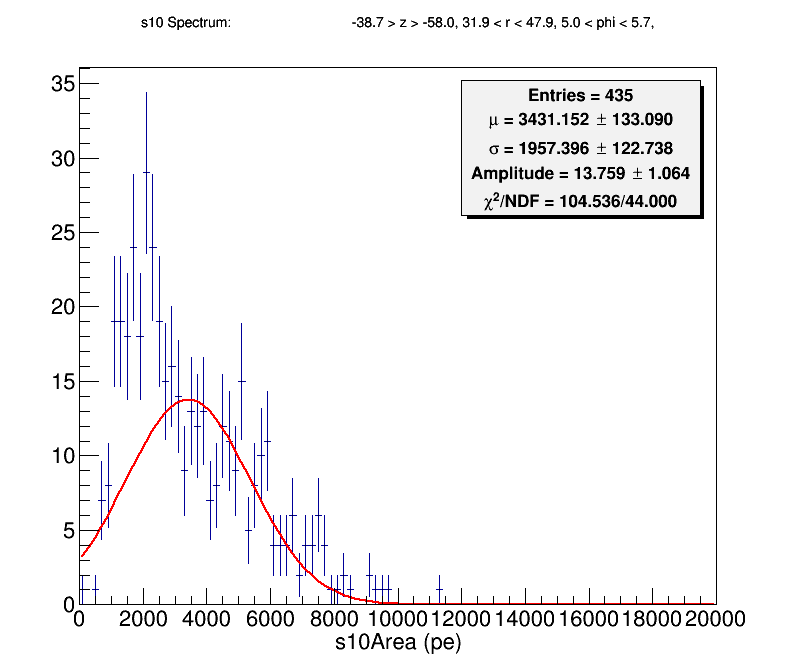 s10 Spectrum: -38.7 > z > -58.0, 31.9 < r < 47.9, 5.0 < phi < 5.7,
Entries = 435
μ = 3431.152 ± 133.090
σ = 1957.396 ± 122.738
Amplitude = 13.759 ± 1.064
χ²/NDF = 104.536/44.000
35
30
25
20
15
10
5
0
0 2000 4000 6000 8000 10000 12000 14000 16000 18000 20000
s10Area (pe)